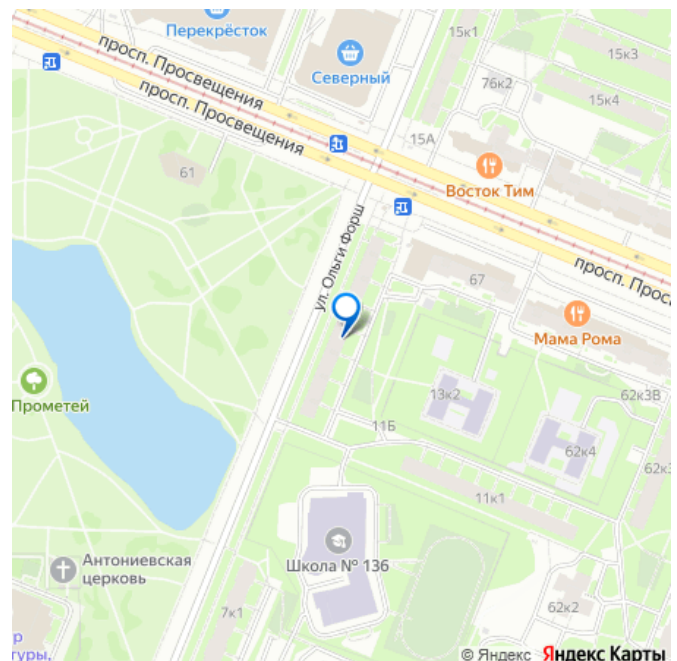 Перекрёсток
Северный
15к1
15к3
76к2
15к4
просп. Просвещения
просп. Просвещения
15А
61
Восток Тим
ул. Ольги Форш
просп. Прос
67
Мама Рома
Прометей
13к2
62к3В
11Б
62к4
62к3
11к1
Школа № 136
Антониевская
церковь
7к1
62к2
р
гуры,
© Яндекс Яндекс Карты